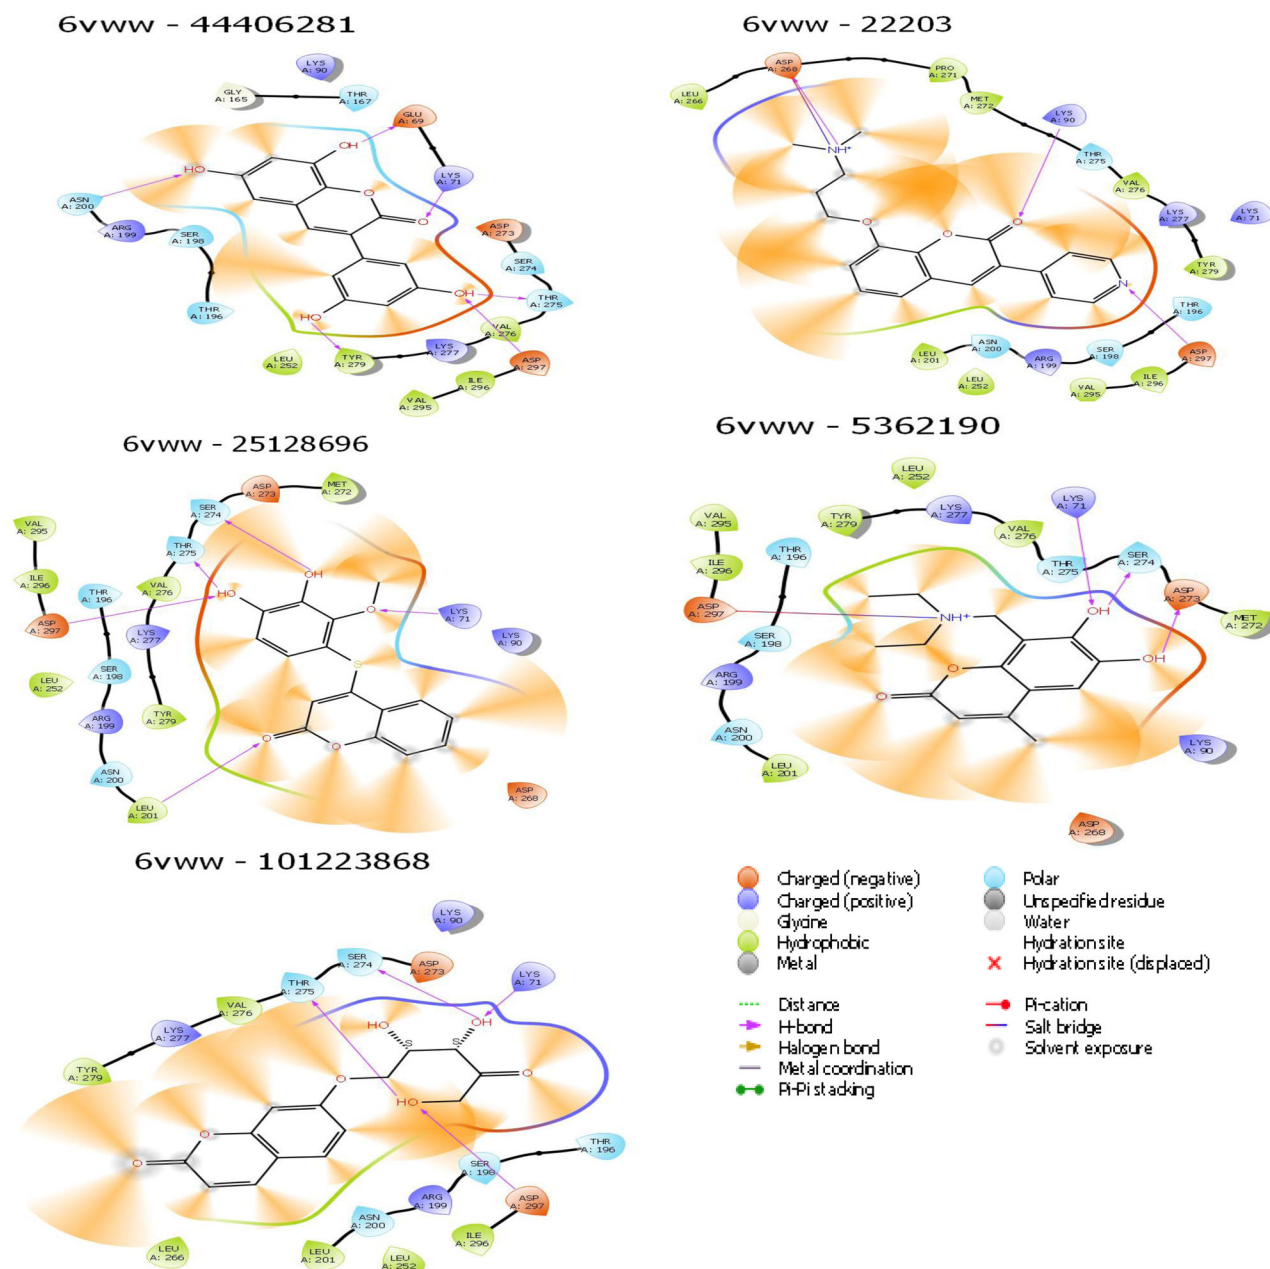 6vww - 44406281
LYS
A: 90
GLY
A: 165
THR
A: 167
GLU
A: 69
OH
HO
O
O
LYS
A: 71
ASN
A: 200
ARG
A: 199
SER
A: 198
THR
A: 196
ASP
A: 273
SER
A: 274
THR
A: 275
OH
HO
VAL
A: 276
LYS
A: 277
TYR
A: 279
LEU
A: 252
ASP
A: 297
ILE
A: 296
VAL
A: 295
6vww - 22203
ASP
A: 268
LEU
A: 266
PRO
A: 271
MET
A: 272
LYS
A: 90
NH+
THR
A: 275
VAL
A: 276
LYS
A: 277
LYS
A: 71
TYR
A: 279
O
O
O
N
THR
A: 196
SER
A: 198
ARG
A: 199
ASN
A: 200
LEU
A: 201
LEU
A: 252
ASP
A: 297
ILE
A: 296
VAL
A: 295
6vww - 25128696
MET
A: 272
ASP
A: 273
SER
A: 274
THR
A: 275
VAL
A: 276
LYS
A: 277
TYR
A: 279
VAL
A: 295
ILE
A: 296
ASP
A: 297
THR
A: 196
SER
A: 198
ARG
A: 199
ASN
A: 200
LEU
A: 201
LEU
A: 252
OH
HO
O
S
O
O
LYS
A: 71
LYS
A: 90
ASP
A: 268
6vww - 5362190
LEU
A: 252
TYR
A: 279
LYS
A: 277
VAL
A: 276
THR
A: 275
SER
A: 274
ASP
A: 273
MET
A: 272
LYS
A: 71
VAL
A: 295
ILE
A: 296
ASP
A: 297
THR
A: 196
SER
A: 198
ARG
A: 199
ASN
A: 200
LEU
A: 201
NH+
OH
OH
O
O
LYS
A: 90
ASP
A: 268
6vww - 101223868
LYS
A: 90
ASP
A: 273
SER
A: 274
THR
A: 275
VAL
A: 276
LYS
A: 277
TYR
A: 279
LYS
A: 71
HO
OH
S
S
O
O
HO
O
O
THR
A: 196
SER
A: 198
ARG
A: 199
ASN
A: 200
LEU
A: 201
LEU
A: 252
LEU
A: 266
ASP
A: 297
ILE
A: 296
Charged (negative)
Charged (positive)
Glycine
Hydrophobic
Metal
Polar
Unspecified residue
Water
Hydration site
Hydration site (displaced)
Distance
H-bond
Halogen bond
Metal coordination
Pi-Pi stacking
Pi-cation
Salt bridge
Solvent exposure